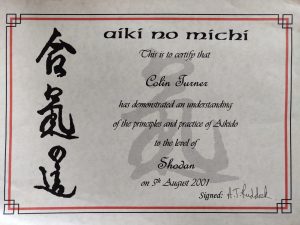 合氣の道
aiki no michi
This is to certify that
Colin Turner
has demonstrated an understanding
of the principles and practice of Aikido
to the level of
Shodan
on 5th August 2001
Signed: